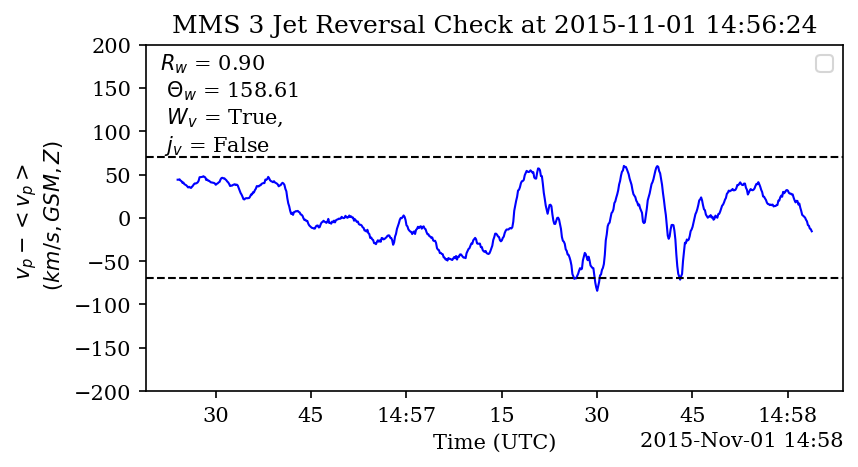 MMS 3 Jet Reversal Check at 2015-11-01 14:56:24
R_w = 0.90
Θ_w = 158.61
W_v = True,
j_v = False
v_p − <v_p>
(km/s, GSM, Z)
200
150
100
50
0
−50
−100
−150
−200
30 45 14:57 15 30 45 14:58
Time (UTC)
2015-Nov-01 14:58